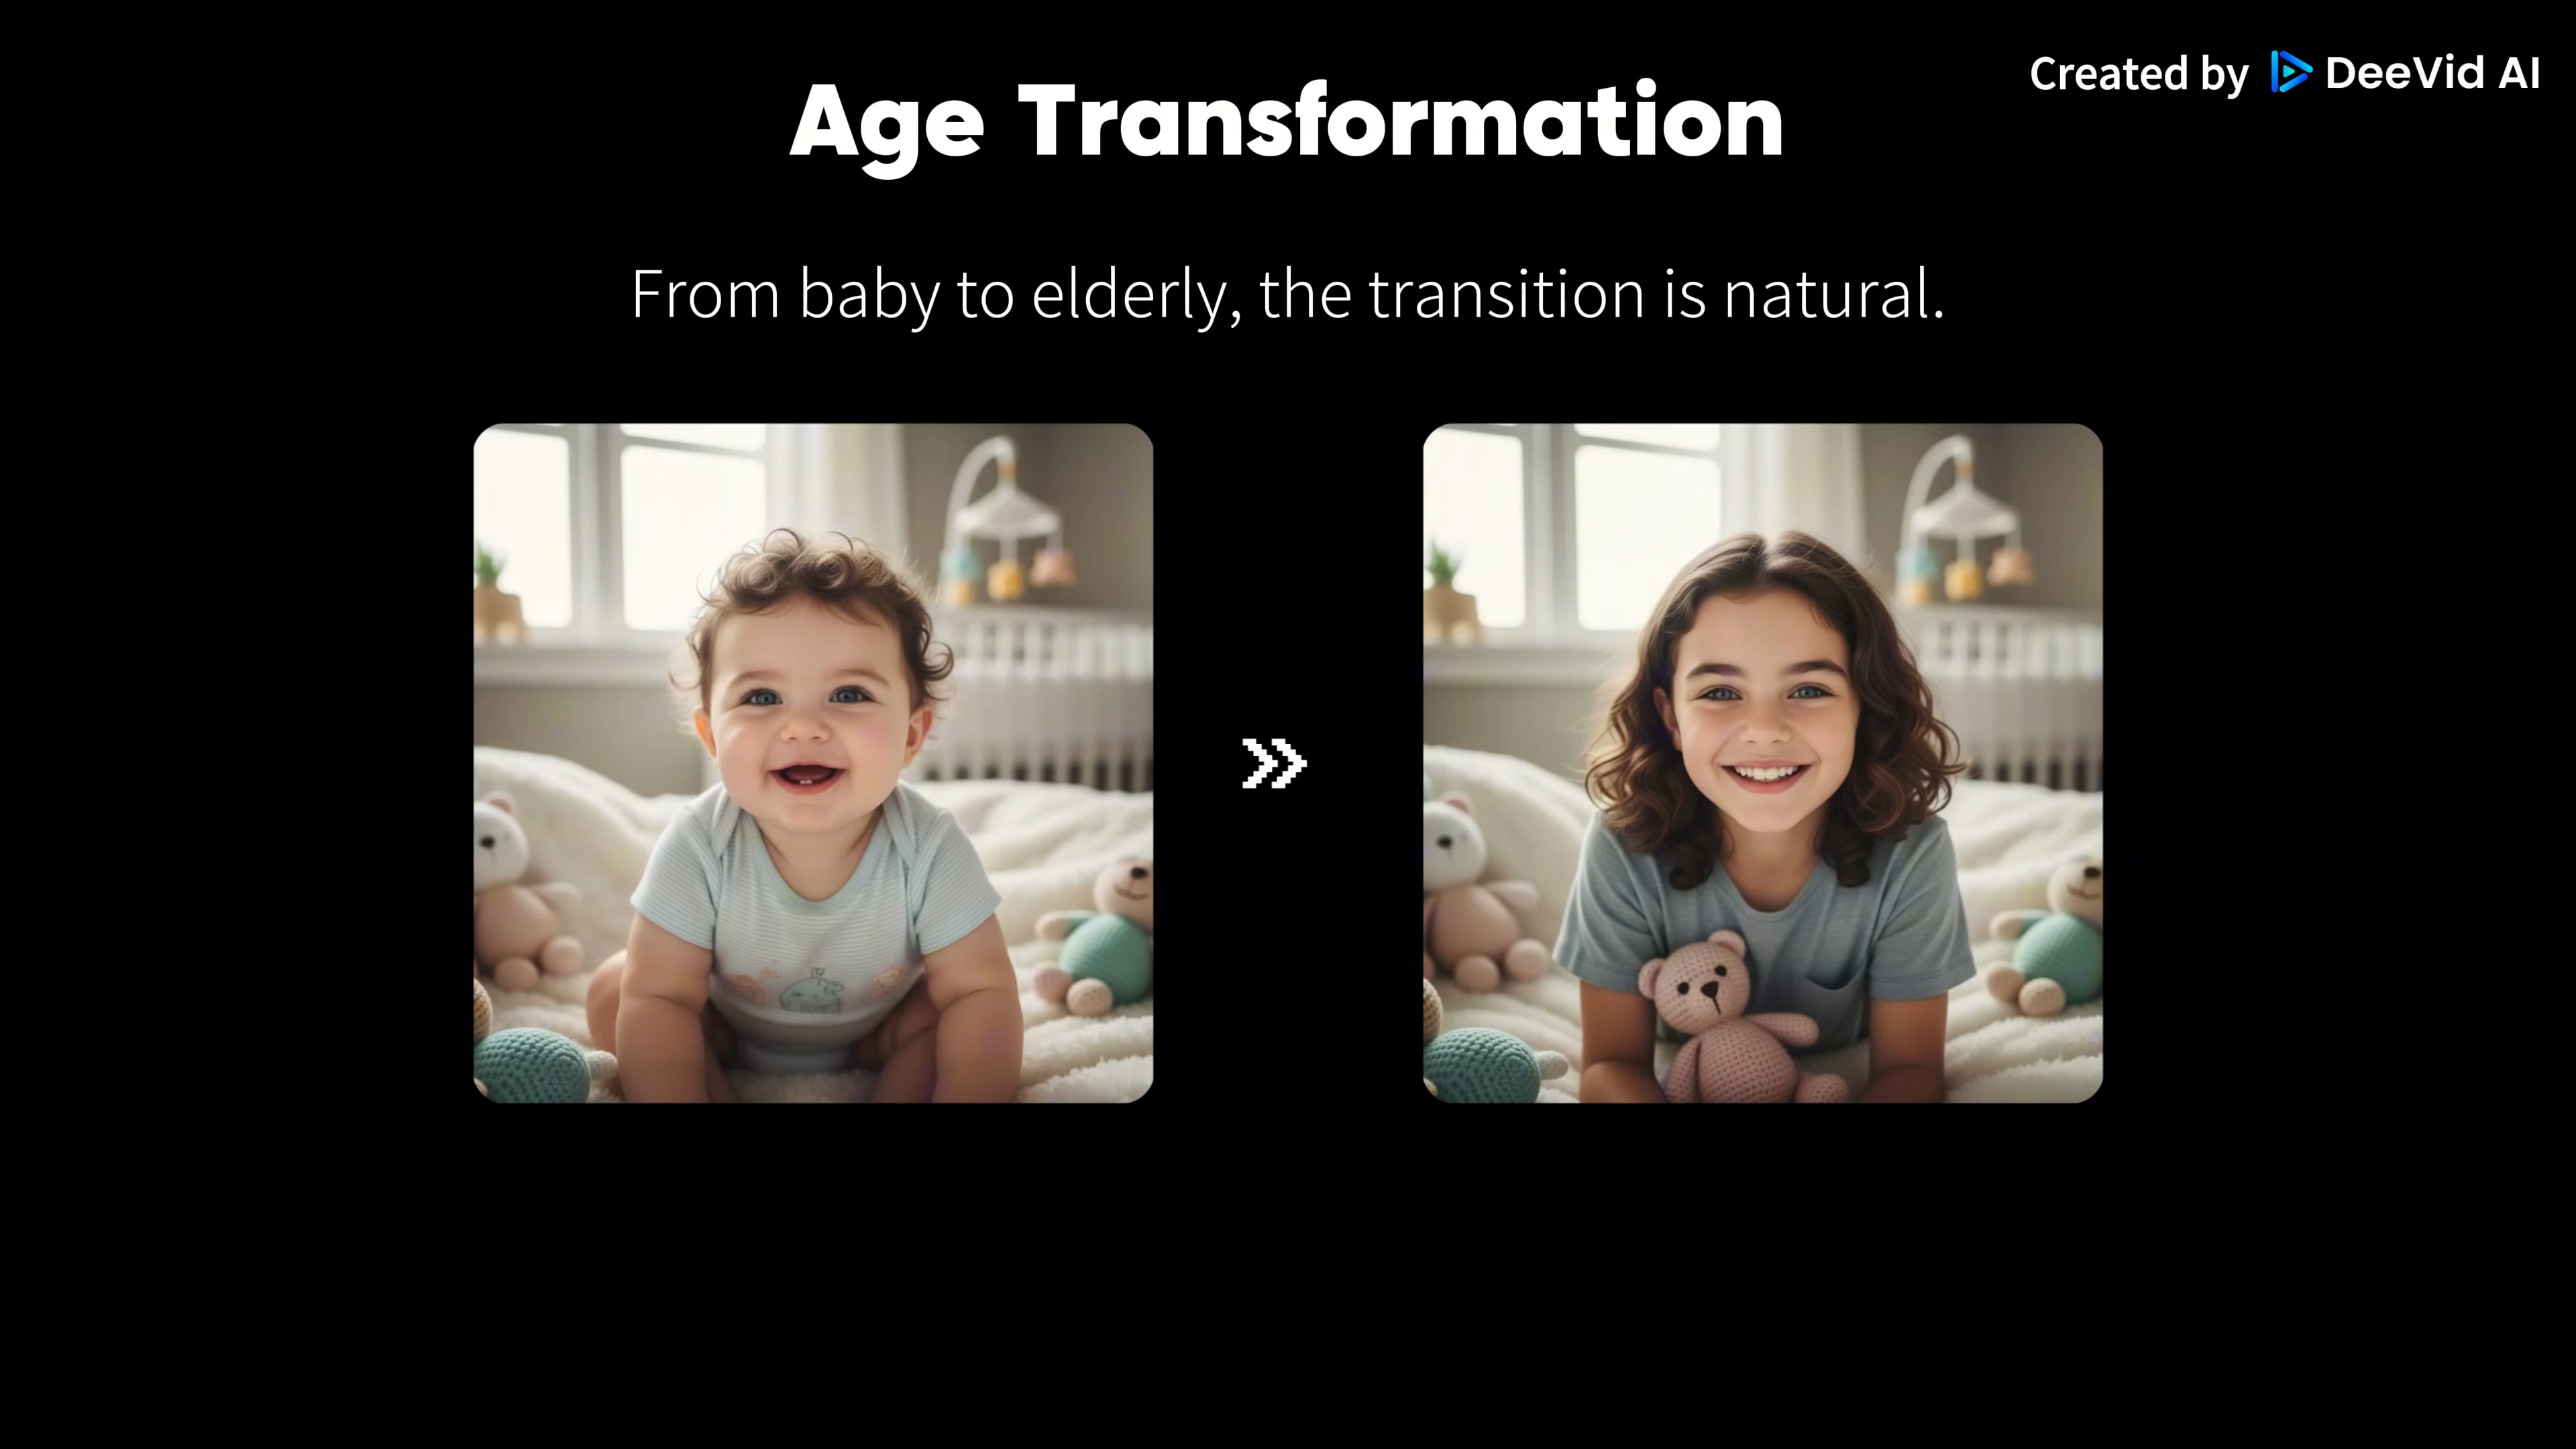 Created by DeeVid AI
Age Transformation
From baby to elderly, the transition is natural.